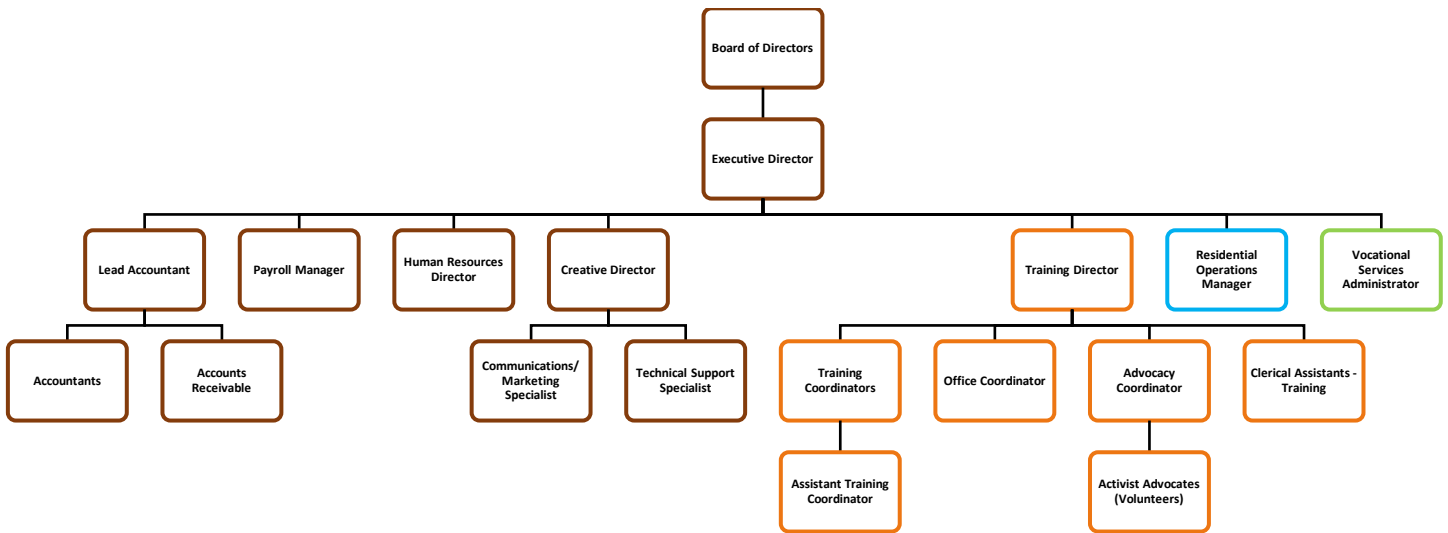 Board of Directors
Executive Director
Lead Accountant
Payroll Manager
Human Resources
Director
Creative Director
Training Director
Residential
Operations
Manager
Vocational
Services
Administrator
Accountants
Accounts
Receivable
Communications/
Marketing
Specialist
Technical Support
Specialist
Training
Coordinators
Office Coordinator
Advocacy
Coordinator
Clerical Assistants -
Training
Assistant Training
Coordinator
Activist Advocates
(Volunteers)